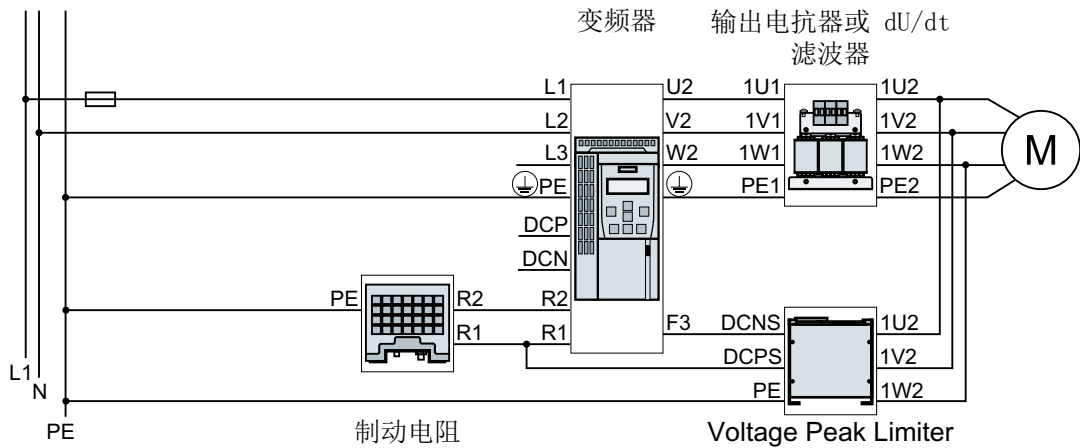 变频器
输出电抗器或 dU/dt
滤波器
L1 U2 1U1 1U2
L2 V2 1V1 1V2
L3 W2 1W1 1W2
PE PE1 PE2
M
DCP
DCN
PE R2 R2
R1 R1
F3 DCNS 1U2
DCPS 1V2
PE 1W2
L1
N
PE
制动电阻
Voltage Peak Limiter